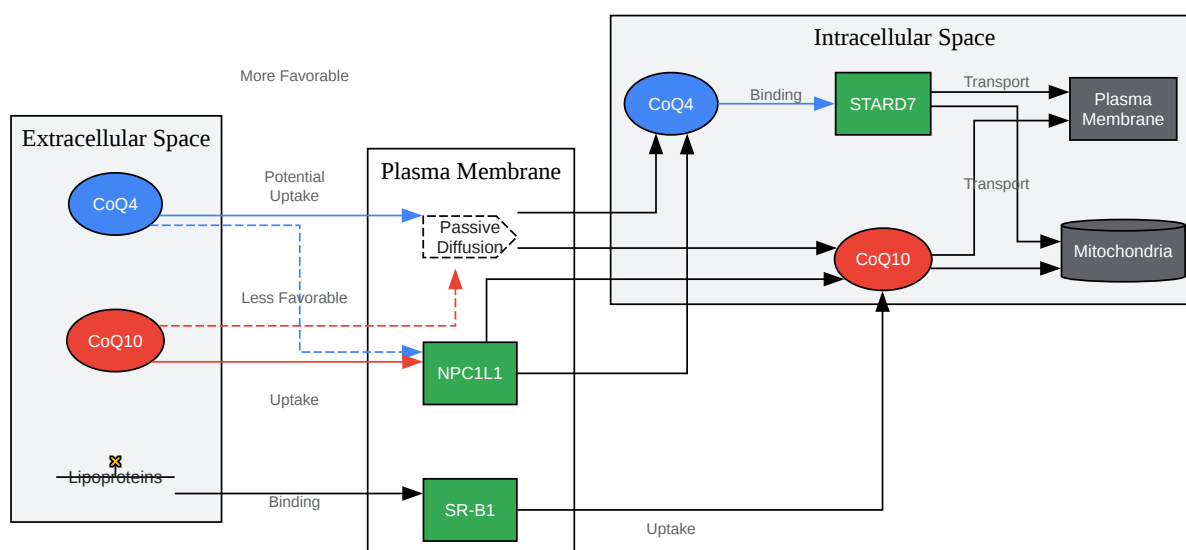 Intracellular Space
More Favorable
CoQ4
Binding
STARD7
Transport
Plasma
Membrane
Extracellular Space
Plasma Membrane
Potential
Uptake
CoQ4
Passive
Diffusion
Transport
CoQ10
Mitochondria
Less Favorable
CoQ10
NPC1L1
Uptake
Lipoproteins
Binding
SR-B1
Uptake